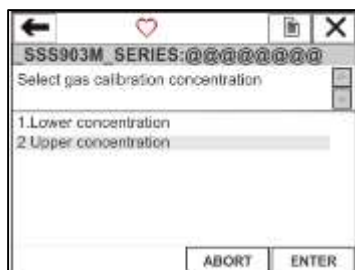 SSS903M_SERIES:@@@@@@@@
Select gas calibration concentration
1.Lower concentration
2.Upper concentration
ABORT ENTER